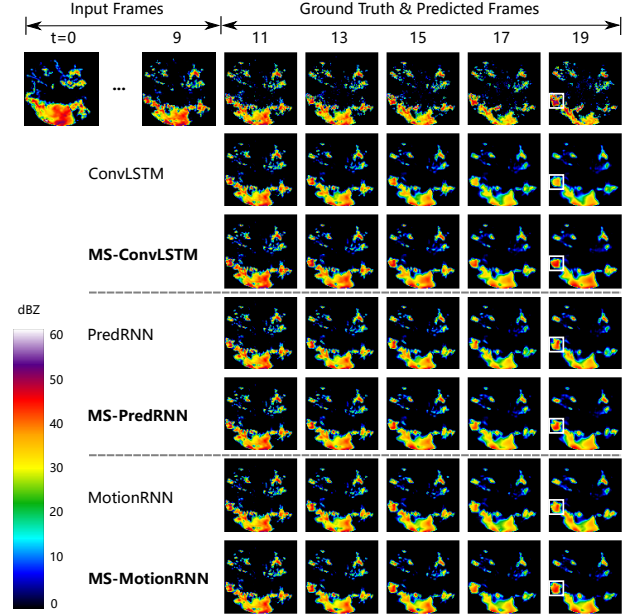 Input Frames
Ground Truth & Predicted Frames
t=0
9
11
13
15
17
19
...
ConvLSTM
MS-ConvLSTM
dBZ
PredRNN
60
50
40
MS-PredRNN
30
20
MotionRNN
10
MS-MotionRNN
0